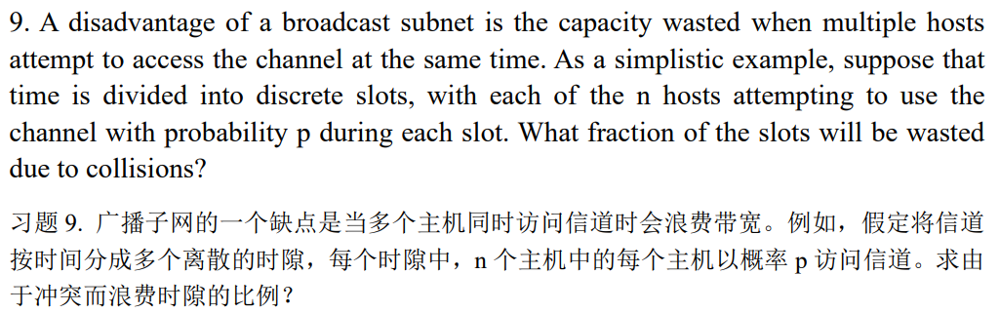 9. A disadvantage of a broadcast subnet is the capacity wasted when multiple hosts
attempt to access the channel at the same time. As a simplistic example, suppose that
time is divided into discrete slots, with each of the n hosts attempting to use the
channel with probability p during each slot. What fraction of the slots will be wasted
due to collisions?
习题 9. 广播子网的一个缺点是当多个主机同时访问信道时会浪费带宽。例如，假定将信道
按时间分成多个离散的时隙，每个时隙中，n 个主机中的每个主机以概率 p 访问信道。求由
于冲突而浪费时隙的比例？